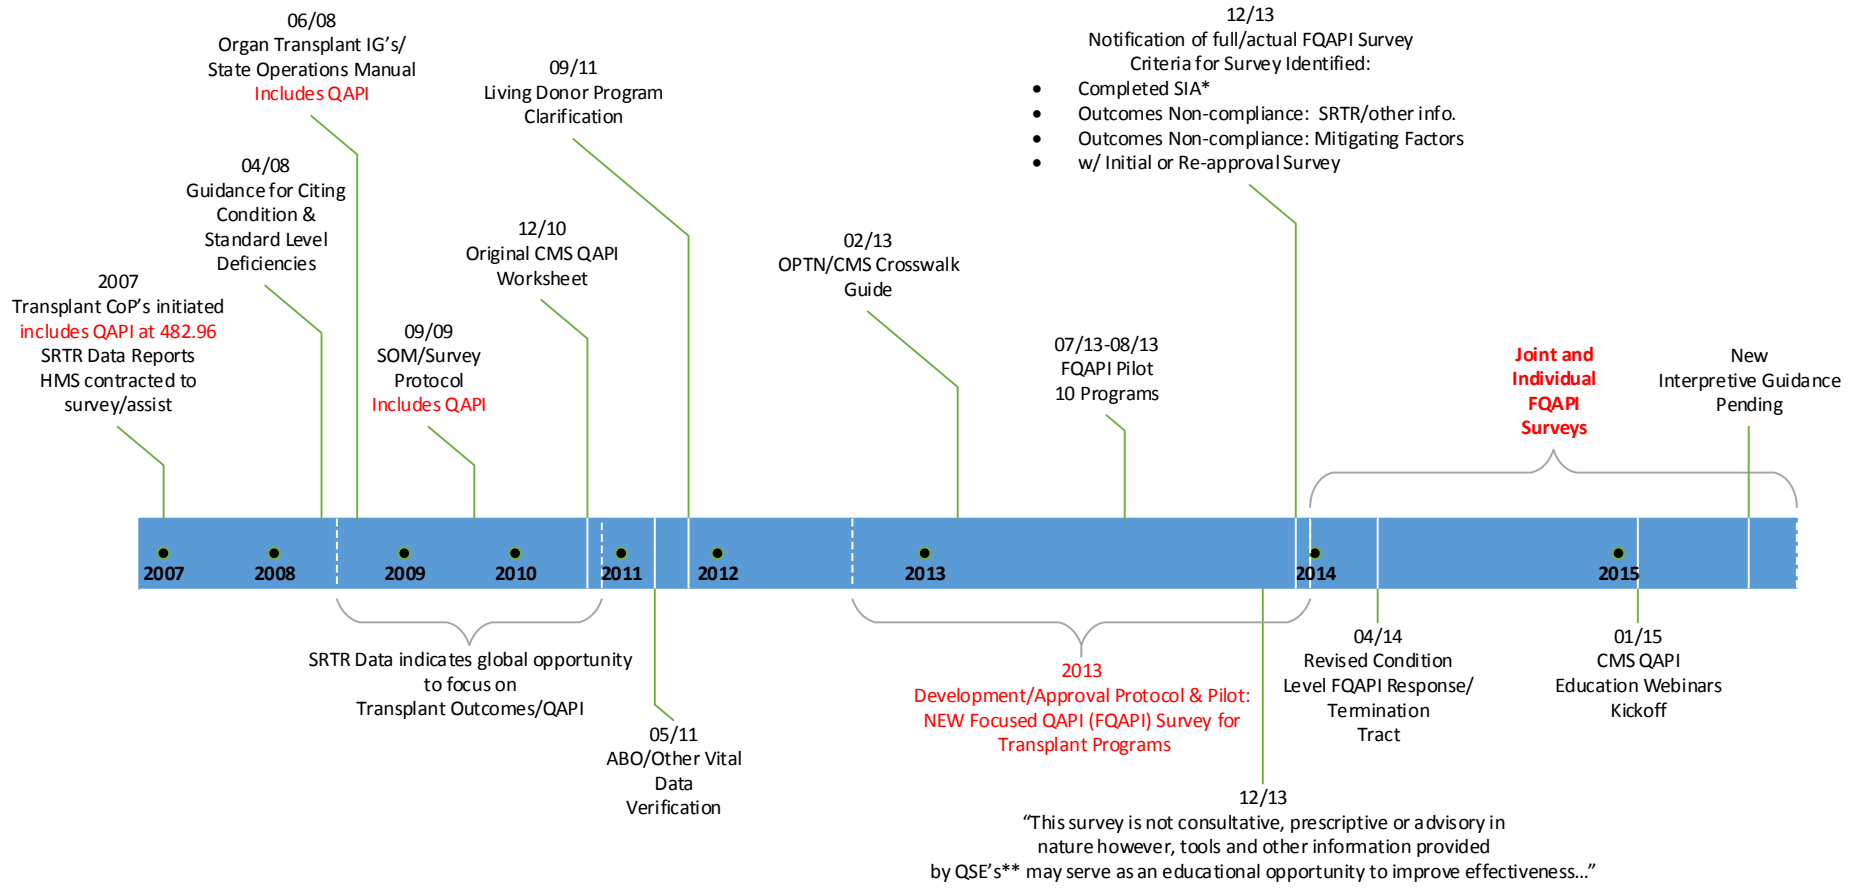 06/08
Organ Transplant IG's/
State Operations Manual
Includes QAPI
09/11
Living Donor Program
Clarification
12/13
Notification of full/actual FQAPI Survey
Criteria for Survey Identified:
• Completed SIA*
• Outcomes Non-compliance: SRTR/other info.
• Outcomes Non-compliance: Mitigating Factors
• w/ Initial or Re-approval Survey
04/08
Guidance for Citing
Condition &
Standard Level
Deficiencies
12/10
Original CMS QAPI
Worksheet
02/13
OPTN/CMS Crosswalk
Guide
2007
Transplant CoP's initiated
includes QAPI at 482.96
SRTR Data Reports
HMS contracted to
survey/assist
09/09
SOM/Survey
Protocol
Includes QAPI
07/13-08/13
FQAPI Pilot
10 Programs
Joint and
Individual
FQAPI
Surveys
New
Interpretive Guidance
Pending
2007
2008
2009
2010
2011
2012
2013
2014
2015
SRTR Data indicates global opportunity
to focus on
Transplant Outcomes/QAPI
05/11
ABO/Other Vital
Data
Verification
2013
Development/Approval Protocol & Pilot:
NEW Focused QAPI (FQAPI) Survey for
Transplant Programs
04/14
Revised Condition
Level FQAPI Response/
Termination
Tract
01/15
CMS QAPI
Education Webinars
Kickoff
12/13
“This survey is not consultative, prescriptive or advisory in
nature however, tools and other information provided
by QSE's** may serve as an educational opportunity to improve effectiveness…”